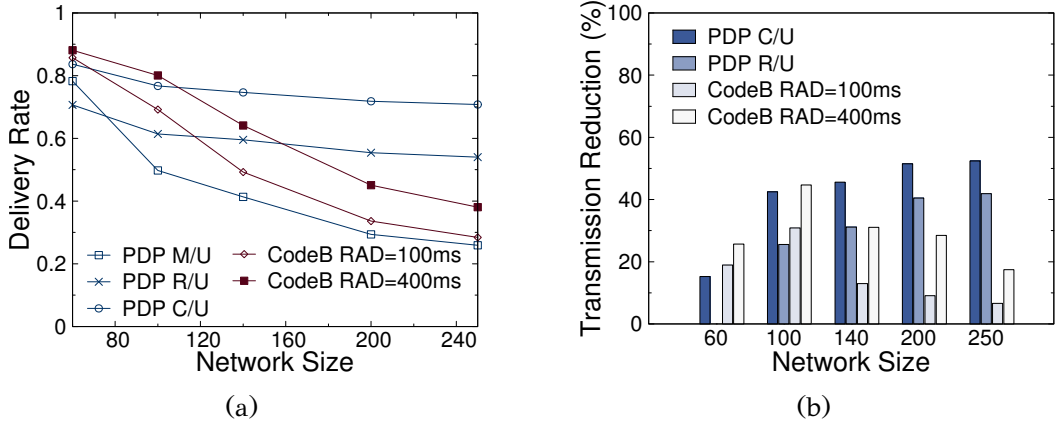 1
0.8
0.6
0.4
0.2
0
Delivery Rate
PDP M/U
PDP R/U
PDP C/U
CodeB RAD=100ms
CodeB RAD=400ms
80 120 160 200 240
Network Size
(a)
100
80
60
40
20
0
Transmission Reduction (%)
PDP C/U
PDP R/U
CodeB RAD=100ms
CodeB RAD=400ms
60 100 140 200 250
Network Size
(b)